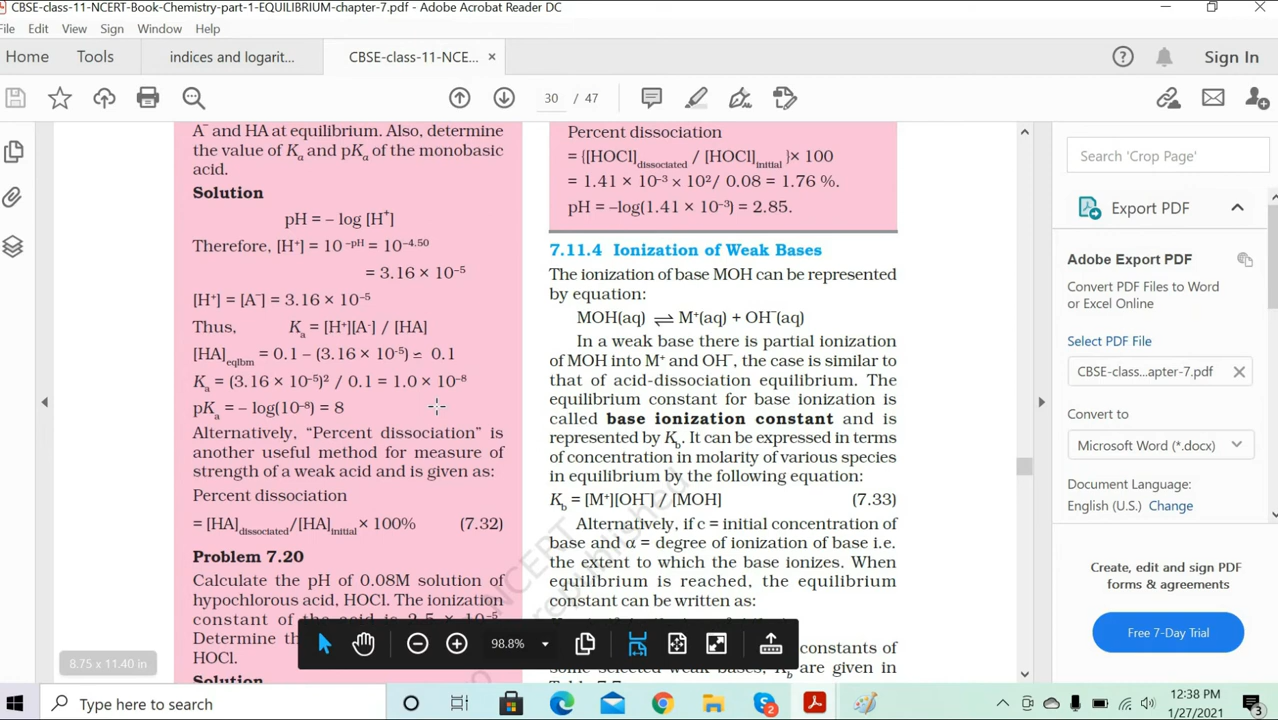 CBSE-class-11-NCERT-Book-Chemistry-part-1-EQUILIBRIUM-chapter-7.pdf - Adobe Acrobat Reader DC
File Edit View Sign Window Help
Home Tools indices and logarit... CBSE-class-11-NCE... × Sign In
30 / 47
A⁻ and HA at equilibrium. Also, determine
the value of Kₐ and pKₐ of the monobasic
acid.
Solution
pH = – log [H⁺]
Therefore, [H⁺] = 10⁻ᵖᴴ = 10⁻⁴·⁵⁰
= 3.16 × 10⁻⁵
[H⁺] = [A⁻] = 3.16 × 10⁻⁵
Thus, Kₐ = [H⁺][A⁻] / [HA]
[HA]eqlbm = 0.1 – (3.16 × 10⁻⁵) ≃ 0.1
Kₐ = (3.16 × 10⁻⁵)² / 0.1 = 1.0 × 10⁻⁸
pKₐ = – log(10⁻⁸) = 8
Alternatively, “Percent dissociation” is
another useful method for measure of
strength of a weak acid and is given as:
Percent dissociation
= [HA]dissociated/[HA]initial × 100% (7.32)
Problem 7.20
Calculate the pH of 0.08M solution of
hypochlorous acid, HOCl. The ionization
constant of the acid is 2.5 × 10⁻⁵.
Determine the
HOCl.
Solution
Percent dissociation
= {[HOCl]dissociated / [HOCl]initial }× 100
= 1.41 × 10⁻³ × 10²/ 0.08 = 1.76 %.
pH = –log(1.41 × 10⁻³) = 2.85.
7.11.4 Ionization of Weak Bases
The ionization of base MOH can be represented
by equation:
MOH(aq) ⇌ M⁺(aq) + OH⁻(aq)
In a weak base there is partial ionization
of MOH into M⁺ and OH⁻, the case is similar to
that of acid-dissociation equilibrium. The
equilibrium constant for base ionization is
called base ionization constant and is
represented by K_b. It can be expressed in terms
of concentration in molarity of various species
in equilibrium by the following equation:
K_b = [M⁺][OH⁻] / [MOH] (7.33)
Alternatively, if c = initial concentration of
base and α = degree of ionization of base i.e.
the extent to which the base ionizes. When
equilibrium is reached, the equilibrium
constant can be written as:
constants of
some selected weak bases, K_b are given in
NCERT
republished
8.75 x 11.40 in
98.8%
Search 'Crop Page'
Export PDF
Adobe Export PDF
Convert PDF Files to Word
or Excel Online
Select PDF File
CBSE-class...apter-7.pdf ×
Convert to
Microsoft Word (*.docx)
Document Language:
English (U.S.) Change
Create, edit and sign PDF
forms & agreements
Free 7-Day Trial
Type here to search
2
12:38 PM
1/27/2021
3